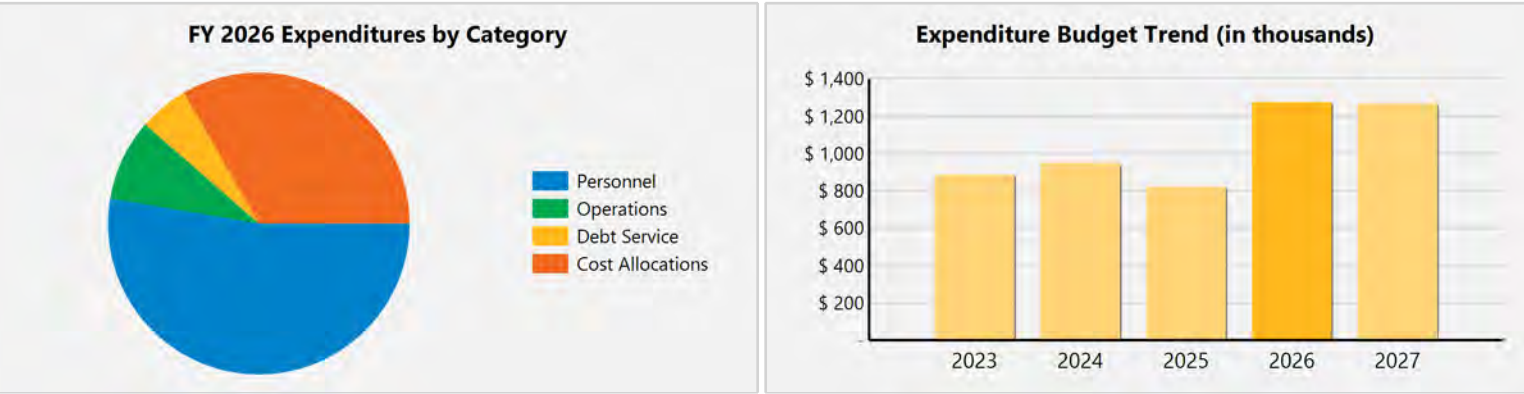 FY 2026 Expenditures by Category
Personnel
Operations
Debt Service
Cost Allocations
Expenditure Budget Trend (in thousands)
$ 1,400
$ 1,200
$ 1,000
$ 800
$ 600
$ 400
$ 200
-
2023 2024 2025 2026 2027